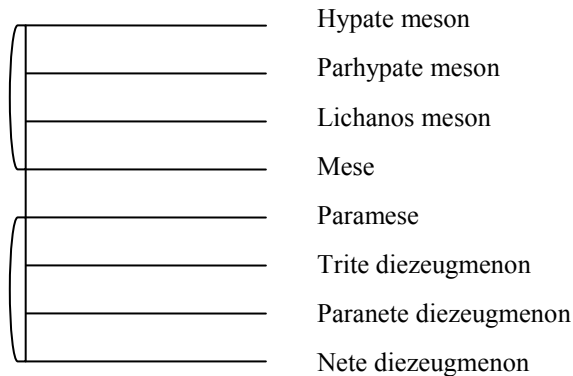 Hypate meson
Parhypate meson
Lichanos meson
Mese
Paramese
Trite diezeugmenon
Paranete diezeugmenon
Nete diezeugmenon